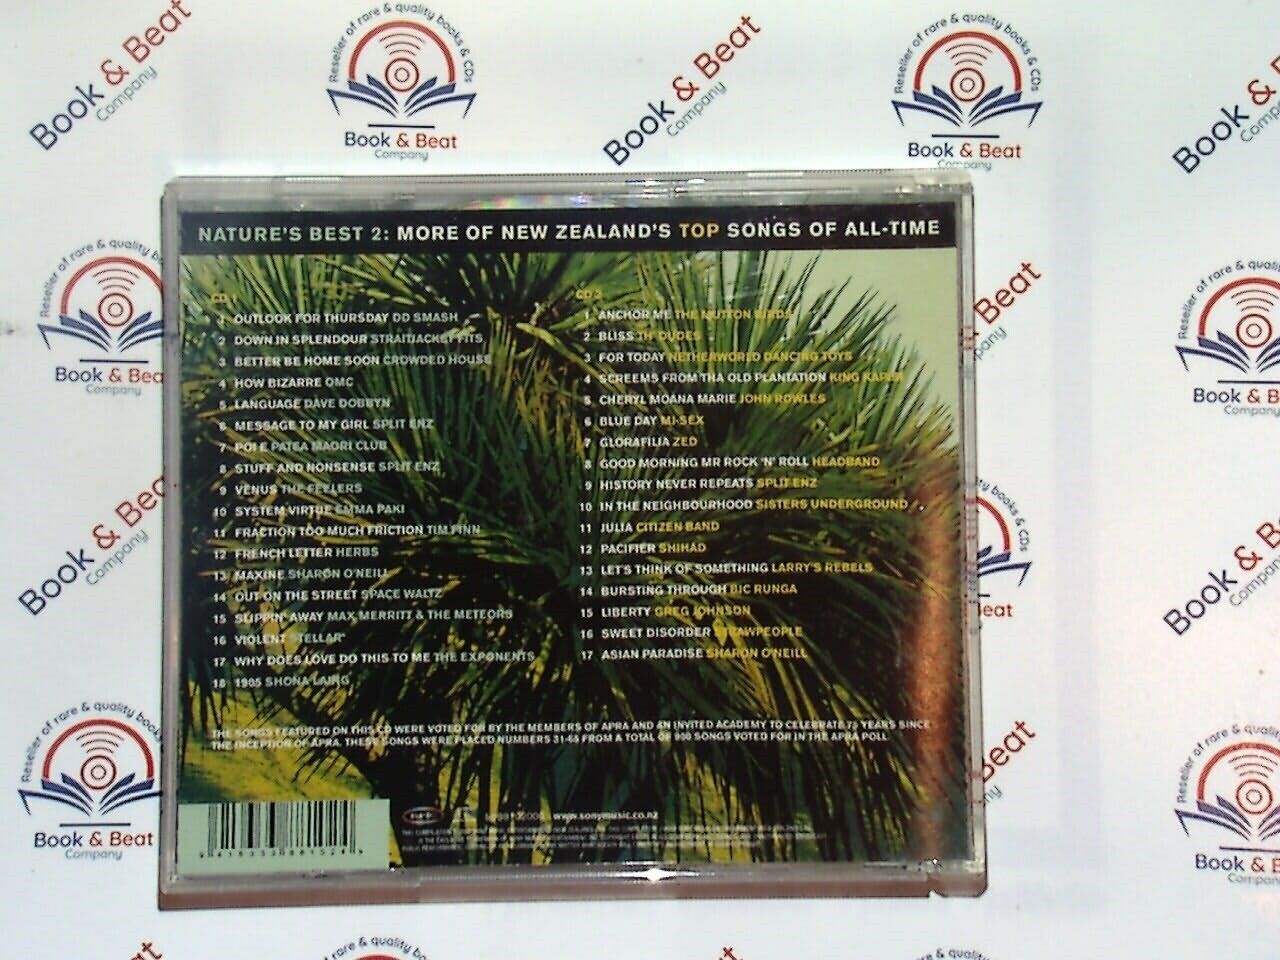 Book & Beat
Company
Reseller of rare & quality books & CDs
Book & Beat
Company
Book & Beat
Company
Reseller of rare & quality books & CDs
Book & Beat
Company
Book & Beat
NATURE'S BEST 2: MORE OF NEW ZEALAND'S TOP SONGS OF ALL-TIME
CD 1
1 OUTLOOK FOR THURSDAY DD SMASH
2 DOWN IN SPLENDOUR STRAITJACKET FITS
3 BETTER BE HOME SOON CROWDED HOUSE
4 HOW BIZARRE OMC
5 LANGUAGE DAVE DOBBYN
6 MESSAGE TO MY GIRL SPLIT ENZ
7 POI E PATEA MAORI CLUB
8 STUFF AND NONSENSE SPLIT ENZ
9 VENUS THE FEELERS
10 SYSTEM VIRTUE EMMA PAKI
11 FRACTION TOO MUCH FRICTION TIM FINN
12 FRENCH LETTER HERBS
13 MAXINE SHARON O'NEILL
14 OUT ON THE STREET SPACE WALTZ
15 SLIPPIN' AWAY MAX MERRITT & THE METEORS
16 VIOLENT STELLAR*
17 WHY DOES LOVE DO THIS TO ME THE EXPONENTS
18 1905 SHONA LAING
CD 2
1 ANCHOR ME THE MUTTON BIRDS
2 BLISS TH' DUDES
3 FOR TODAY NETHERWORLD DANCING TOYS
4 SCREEMS FROM THA OLD PLANTATION KING KAPISI
5 CHERYL MOANA MARIE JOHN ROWLES
6 BLUE DAY MI-SEX
7 GLORAFILIA ZED
8 GOOD MORNING MR ROCK 'N' ROLL HEADBAND
9 HISTORY NEVER REPEATS SPLIT ENZ
10 IN THE NEIGHBOURHOOD SISTERS UNDERGROUND
11 JULIA CITIZEN BAND
12 PACIFIER SHIHAD
13 LET'S THINK OF SOMETHING LARRY'S REBELS
14 BURSTING THROUGH BIC RUNGA
15 LIBERTY GREG JOHNSON
16 SWEET DISORDER STRAWPEOPLE
17 ASIAN PARADISE SHARON O'NEILL
THE SONGS FEATURED ON THIS CD WERE VOTED FOR BY THE MEMBERS OF APRA AND AN INVITED ACADEMY TO CELEBRATE 75 YEARS SINCE
THE INCEPTION OF APRA. THESE SONGS WERE PLACED NUMBERS 31-65 FROM A TOTAL OF 900 SONGS VOTED FOR IN THE APRA POLL
www.sonymusic.co.nz
Book & Beat
Company
Reseller of rare & quality
Book & Beat
Company
Book & Beat
Company
Reseller of rare & quality books
Book & Beat
Company